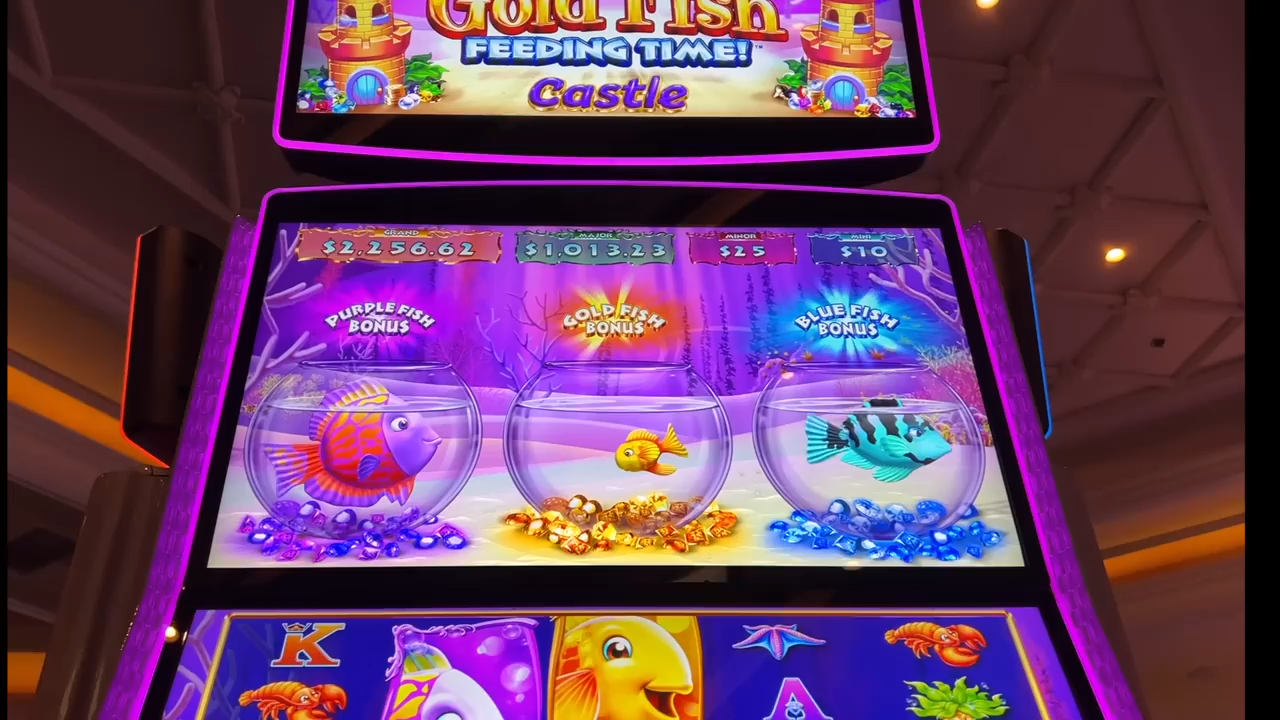 Gold Fish
FEEDING TIME!™
Castle
GRAND
$2,256.62
MAJOR
$1,013.23
MINOR
$25
MINI
$10
PURPLE FISH
BONUS
GOLD FISH
BONUS
BLUE FISH
BONUS
K
A